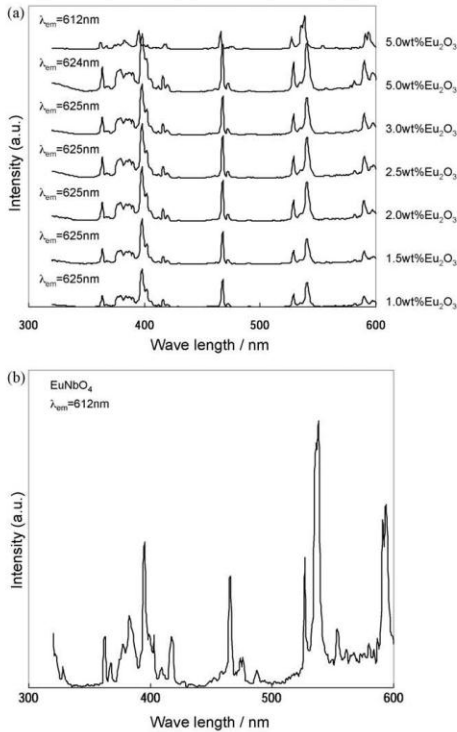 (a)
λem=612nm
5.0wt%Eu2O3
λem=624nm
5.0wt%Eu2O3
λem=625nm
3.0wt%Eu2O3
λem=625nm
2.5wt%Eu2O3
λem=625nm
2.0wt%Eu2O3
λem=625nm
1.5wt%Eu2O3
λem=625nm
1.0wt%Eu2O3
Intensity (a.u.)
300 400 500 600
Wave length / nm
(b)
EuNbO4
λem=612nm
Intensity (a.u.)
300 400 500 600
Wave length / nm